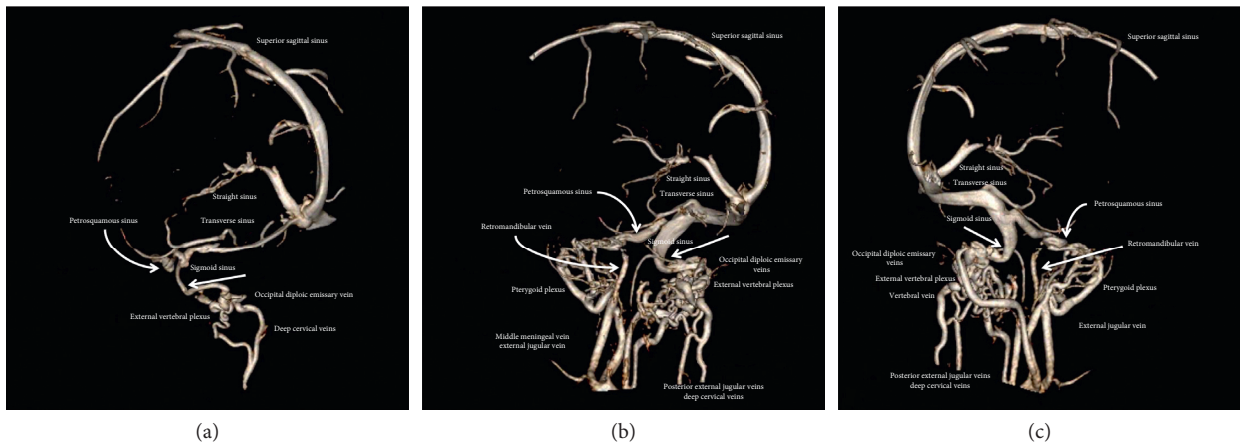 Superior sagittal sinus
Straight sinus
Petrosquamous sinus
Transverse sinus
Sigmoid sinus
Occipital diploic emissary vein
External vertebral plexus
Deep cervical veins
(a)
Superior sagittal sinus
Straight sinus
Petrosquamous sinus
Transverse sinus
Retromandibular vein
Sigmoid sinus
Occipital diploic emissary
veins
Pterygoid plexus
External vertebral plexus
Middle meningeal vein
external jugular vein
Posterior external jugular veins
deep cervical veins
(b)
Superior sagittal sinus
Straight sinus
Transverse sinus
Petrosquamous sinus
Sigmoid sinus
Retromandibular vein
Occipital diploic emissary
veins
External vertebral plexus
Pterygoid plexus
Vertebral vein
External jugular vein
Posterior external jugular veins
deep cervical veins
(c)